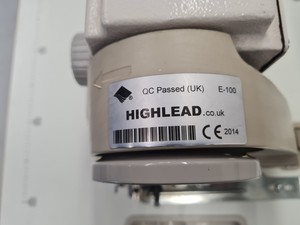 QC Passed (UK) E-100
HIGHLEAD.co.uk
CE 2014